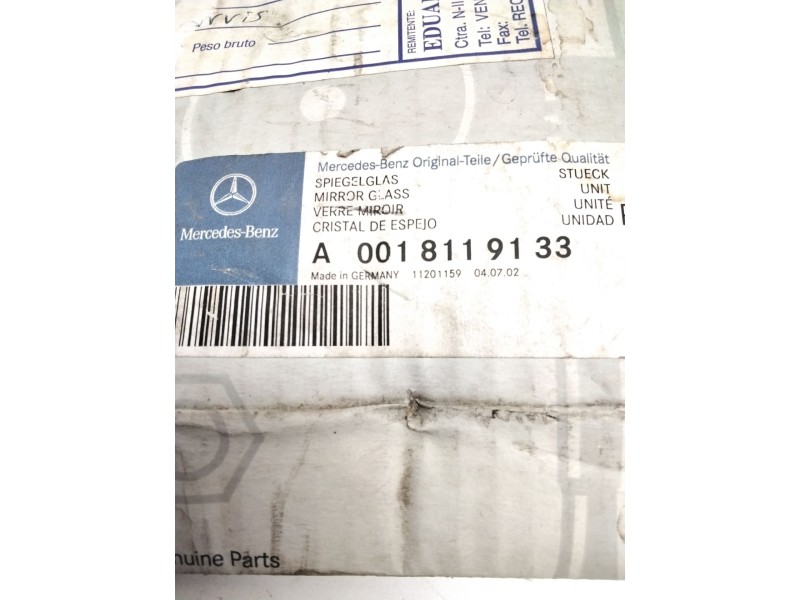 Peso bruto
REMITENTE:
EDUAR
Ctra. N-II
Tel: VEN
Fax:
Tel. REC
Mercedes-Benz Original-Teile/Geprüfte Qualität
SPIEGELGLAS STUECK
MIRROR GLASS UNIT
VERRE MIROIR UNITÉ
CRISTAL DE ESPEJO UNIDAD
Mercedes-Benz
A 001 811 91 33
Made in GERMANY 11201159 04.07.02
nuine Parts